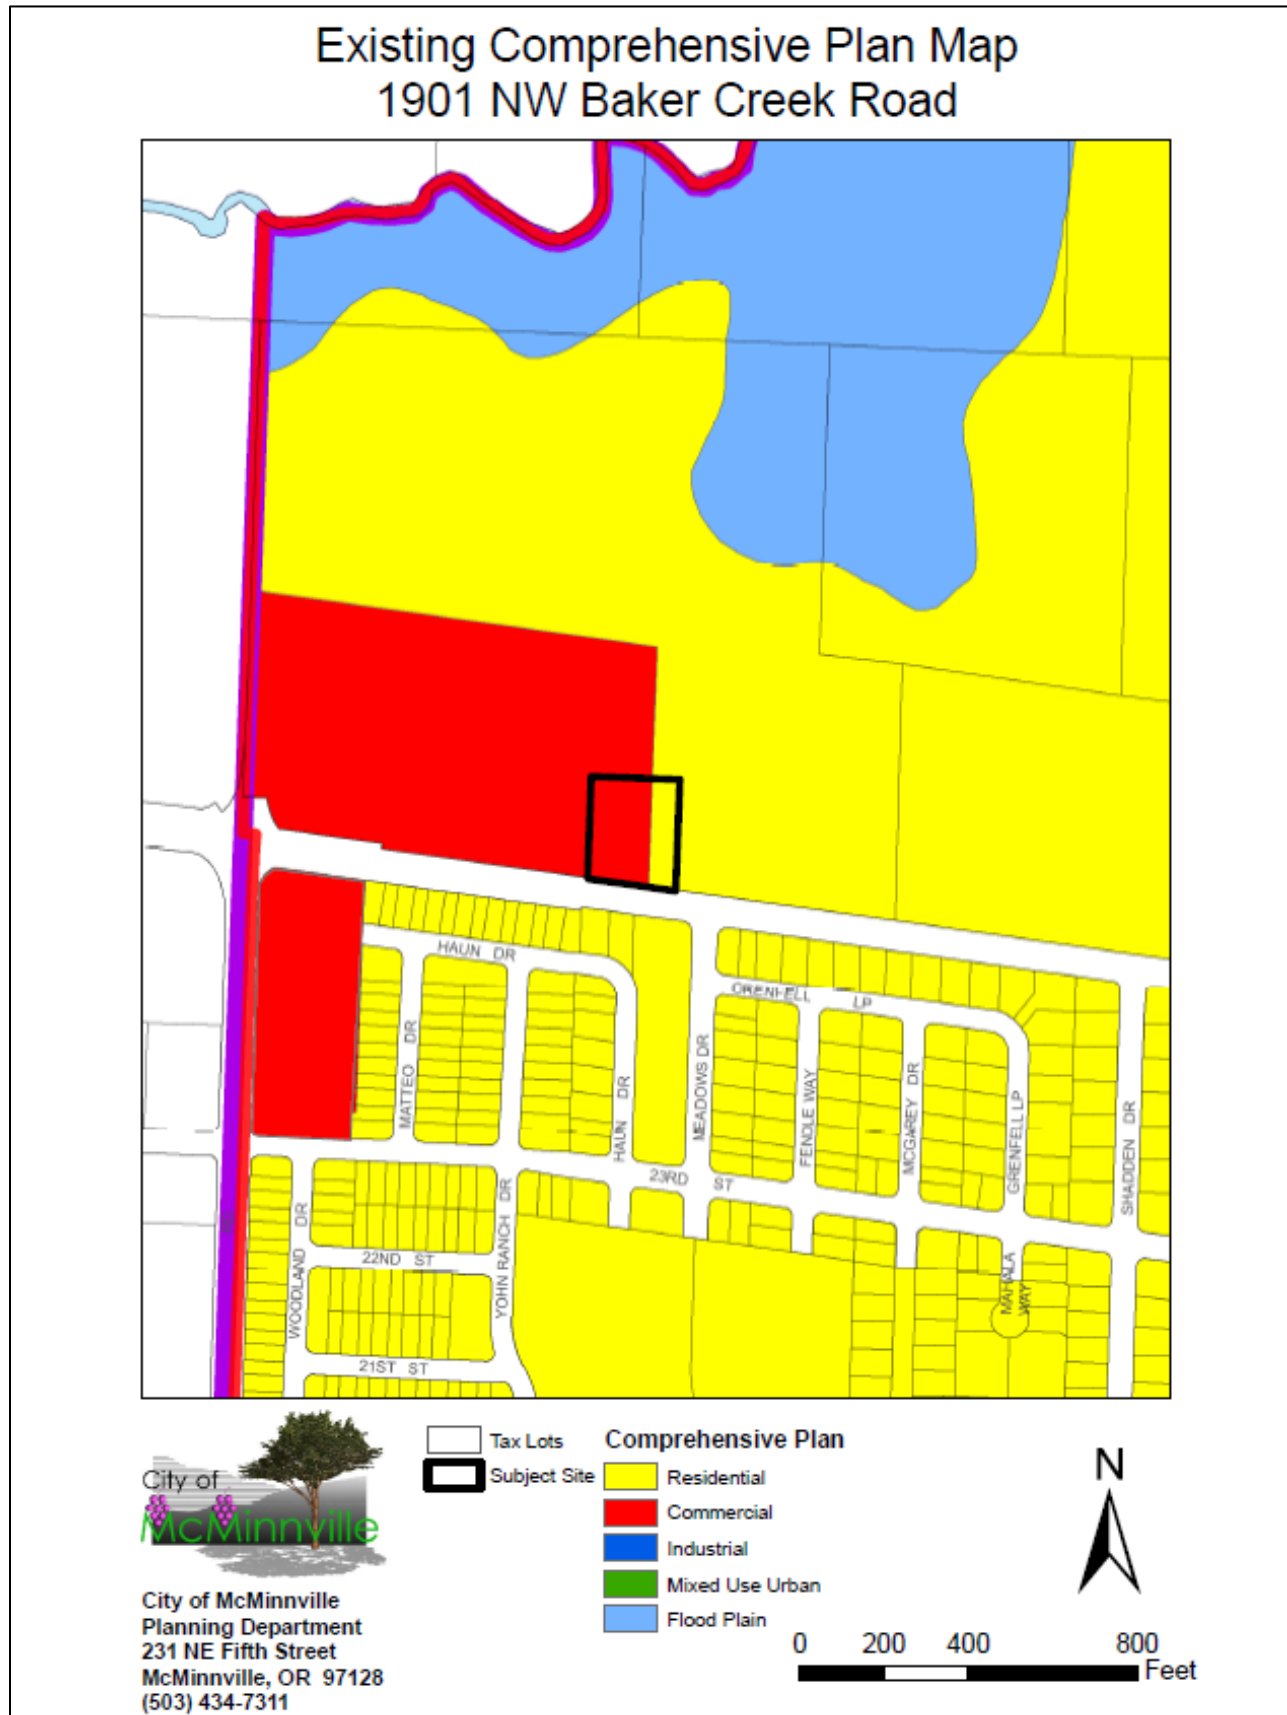 Existing Comprehensive Plan Map
1901 NW Baker Creek Road
HAUN DR
MATTEO DR
HAUN DR
MEADOWS DR
GRENFELL LP
FENDLE WAY
MCGAREY DR
GRENFELL LP
SHADDEN DR
23RD ST
WOODLAND DR
22ND ST
YOHN RANCH DR
MAHALA
WAY
21ST ST
City of
McMinnville
Tax Lots
Subject Site
Comprehensive Plan
Residential
Commercial
Industrial
Mixed Use Urban
Flood Plain
N
0 200 400 800
Feet
City of McMinnville
Planning Department
231 NE Fifth Street
McMinnville, OR 97128
(503) 434-7311